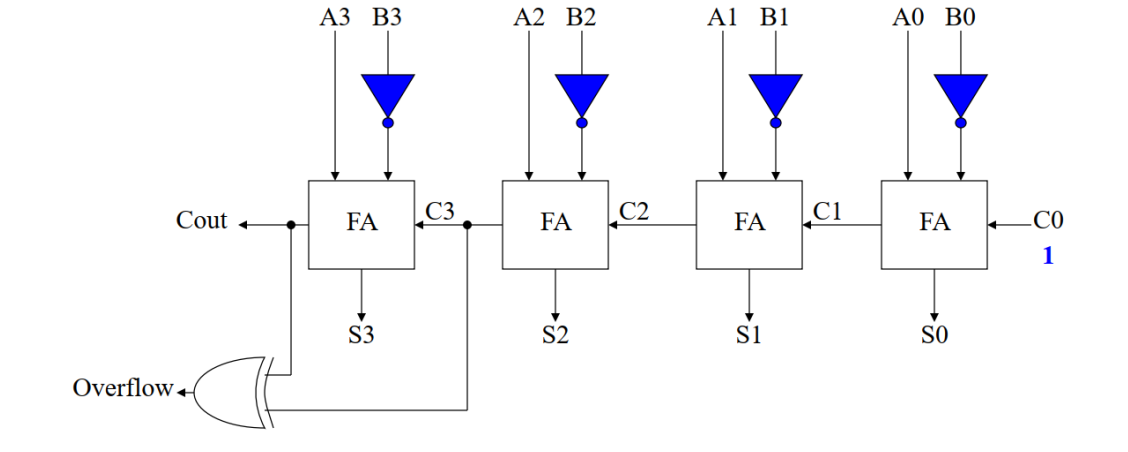 A3 B3 A2 B2 A1 B1 A0 B0
Cout FA C3 FA C2 FA C1 FA C0
1
S3 S2 S1 S0
Overflow